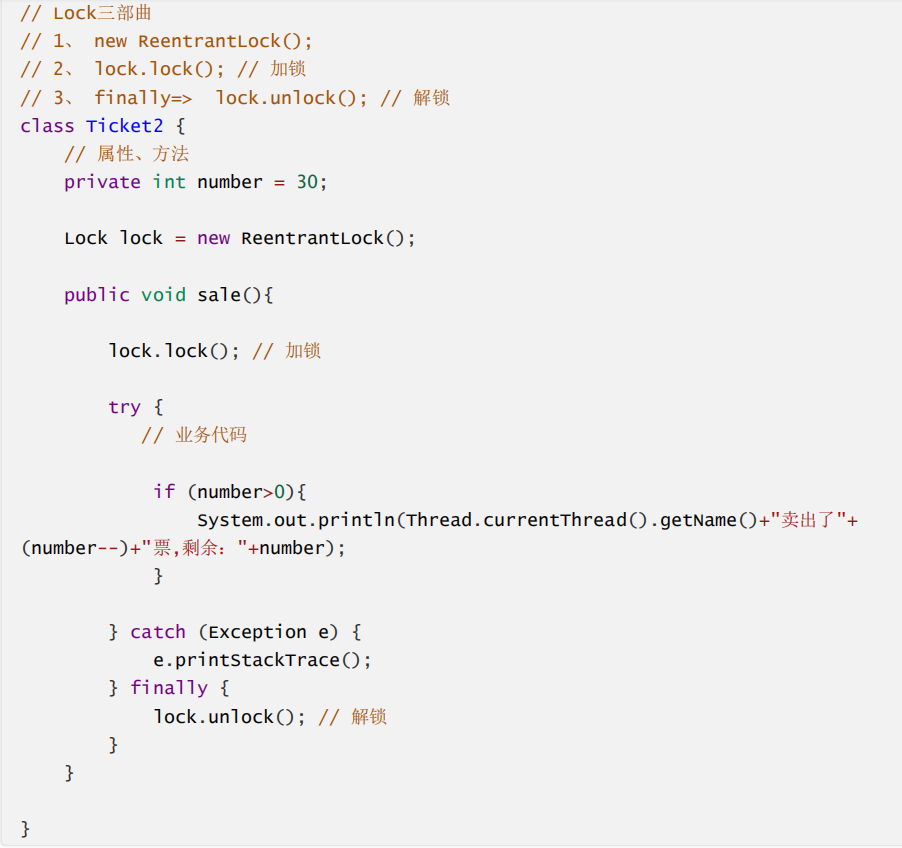 // Lock三部曲
// 1、 new ReentrantLock();
// 2、 lock.lock(); // 加锁
// 3、 finally=>  lock.unlock(); // 解锁
class Ticket2 {
    // 属性、方法
    private int number = 30;
    Lock lock = new ReentrantLock();
    public void sale(){
        lock.lock(); // 加锁
        try {
           // 业务代码
            if (number>0){
                System.out.println(Thread.currentThread().getName()+"卖出了"+
(number--)+"票,剩余："+number);
            }
        } catch (Exception e) {
            e.printStackTrace();
        } finally {
            lock.unlock(); // 解锁
        }
    }
}